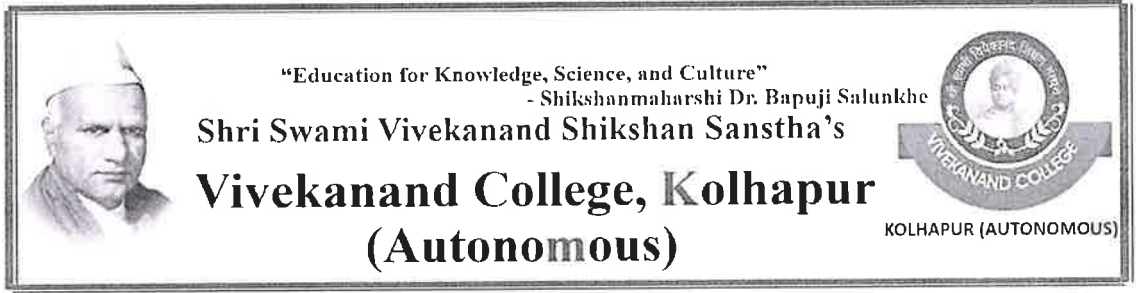 “Education for Knowledge, Science, and Culture”
- Shikshanmaharshi Dr. Bapuji Salunkhe
Shri Swami Vivekanand Shikshan Sanstha’s
Vivekanand College, Kolhapur
(Autonomous)
VIVEKANAND COLLEGE
KOLHAPUR (AUTONOMOUS)